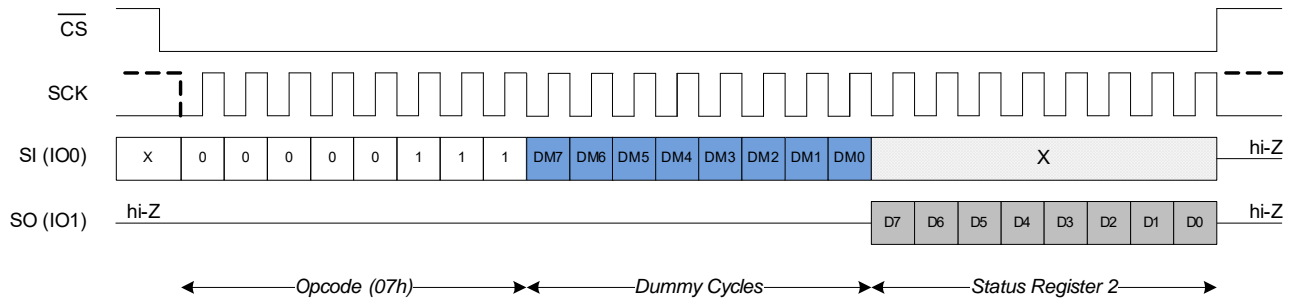 CS
SCK
SI (IO0) X 0 0 0 0 0 1 1 1 DM7 DM6 DM5 DM4 DM3 DM2 DM1 DM0 X hi-Z
SO (IO1) hi-Z D7 D6 D5 D4 D3 D2 D1 D0 hi-Z
Opcode (07h) Dummy Cycles Status Register 2